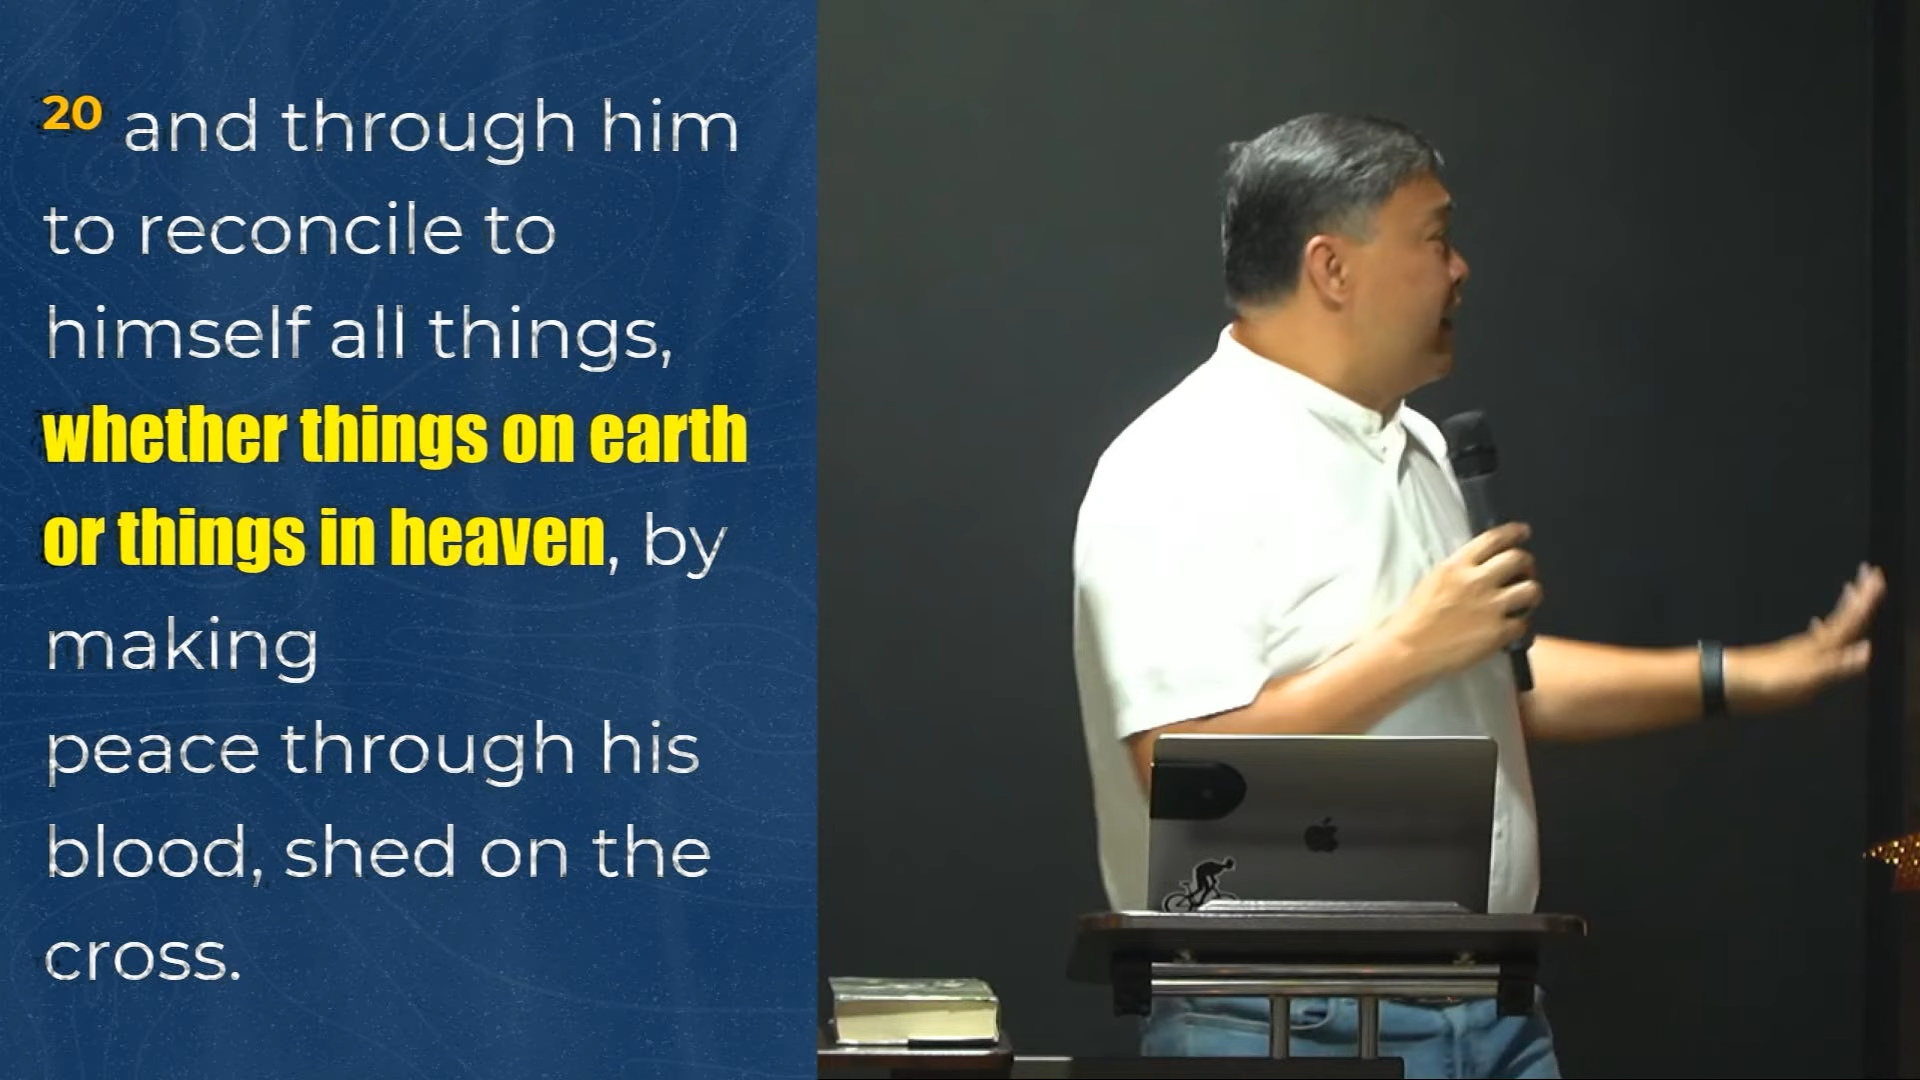 20 and through him
to reconcile to
himself all things,
whether things on earth
or things in heaven, by
making
peace through his
blood, shed on the
cross.